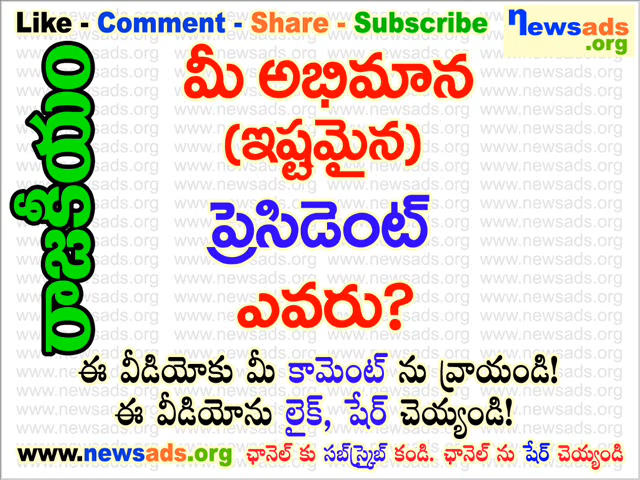 Like - Comment - Share - Subscribe
newsads
.org
రాజకీయం
మీ అభిమాన
(ఇష్టమైన)
ప్రెసిడెంట్
ఎవరు?
ఈ వీడియోకు మీ కామెంట్ ను వ్రాయండి!
ఈ వీడియోను లైక్, షేర్ చెయ్యండి!
www.newsads.org ఛానెల్ కు సబ్‌స్క్రైబ్ కండి. ఛానెల్ ను షేర్ చెయ్యండి